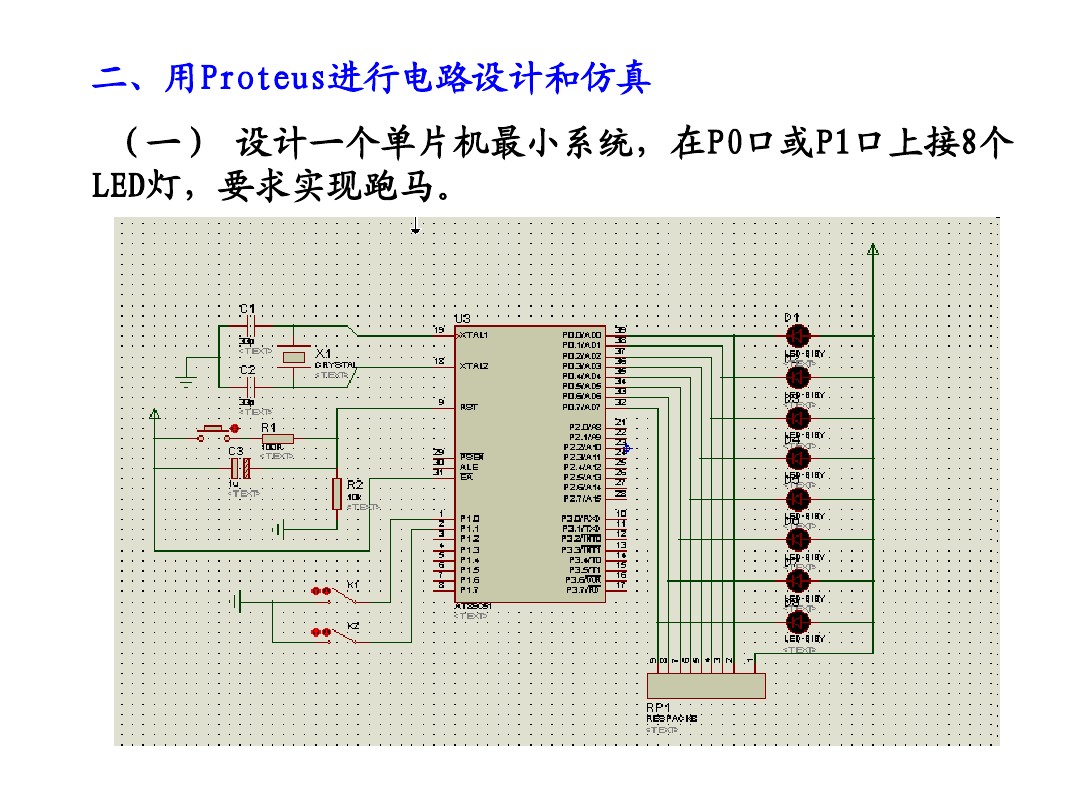 二、用Proteus进行电路设计和仿真
（一） 设计一个单片机最小系统，在P0口或P1口上接8个
LED灯，要求实现跑马。
C1
33p
<TEXT>
X1
CRYSTAL
<TEXT>
C2
33p
<TEXT>
R1
100R
<TEXT>
C3
1u
<TEXT>
R2
10k
<TEXT>
K1
K2
U3
19 XTAL1
18 XTAL2
9 RST
29 PSEN
30 ALE
31 EA
1 P1.0
2 P1.1
3 P1.2
4 P1.3
5 P1.4
6 P1.5
7 P1.6
8 P1.7
P0.0/AD0 39
P0.1/AD1 38
P0.2/AD2 37
P0.3/AD3 36
P0.4/AD4 35
P0.5/AD5 34
P0.6/AD6 33
P0.7/AD7 32
P2.0/A8 21
P2.1/A9 22
P2.2/A10 23
P2.3/A11 24
P2.4/A12 25
P2.5/A13 26
P2.6/A14 27
P2.7/A15 28
P3.0/RXD 10
P3.1/TXD 11
P3.2/INT0 12
P3.3/INT1 13
P3.4/T0 14
P3.5/T1 15
P3.6/WR 16
P3.7/RD 17
AT89C51
<TEXT>
D1
LED-BIBY
LED-BIBY
LED-BIBY
LED-BIBY
LED-BIBY
LED-BIBY
LED-BIBY
LED-BIBY
<TEXT>
9 8 7 6 5 4 3 2 1
RP1
RESPACK8
<TEXT>